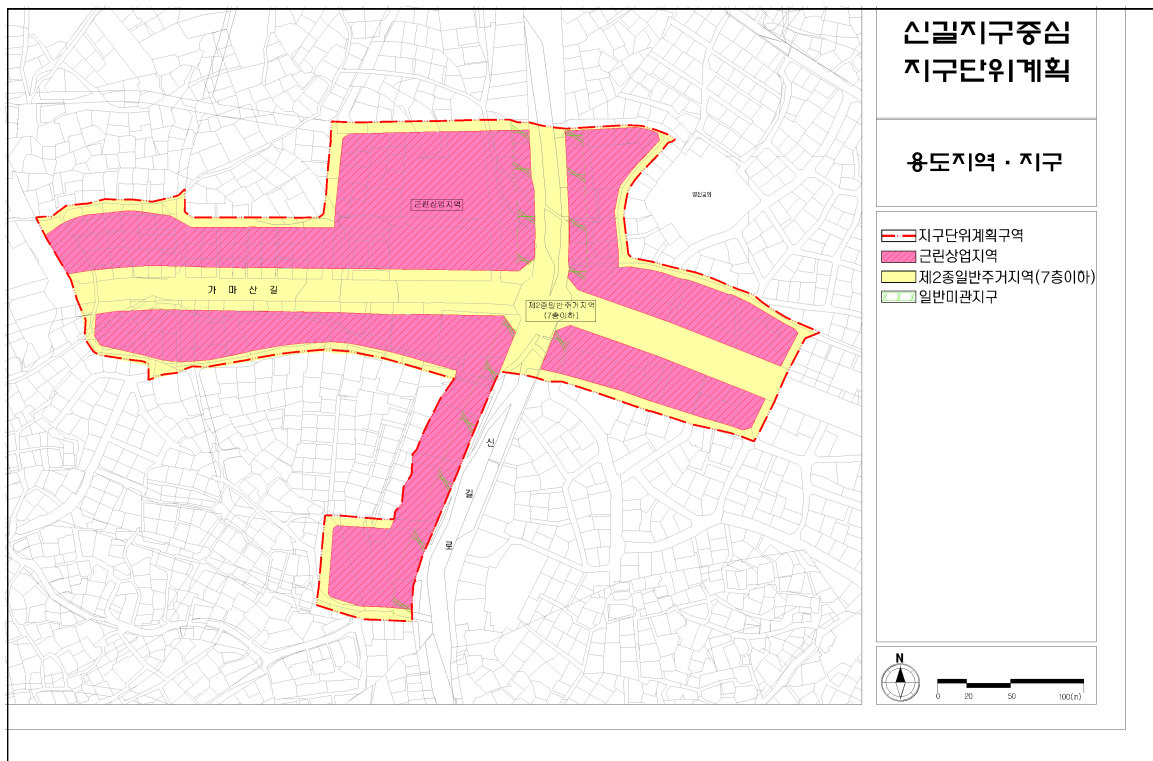 신길지구중심
지구단위계획
용도지역 · 지구
지구단위계획구역
근린상업지역
제2종일반주거지역(7층이하)
일반미관지구
N
0 20 50 100(m)
영진교회
근린상업지역
가 마 산 길
제2종일반주거지역
(7층이하)
신
길
로